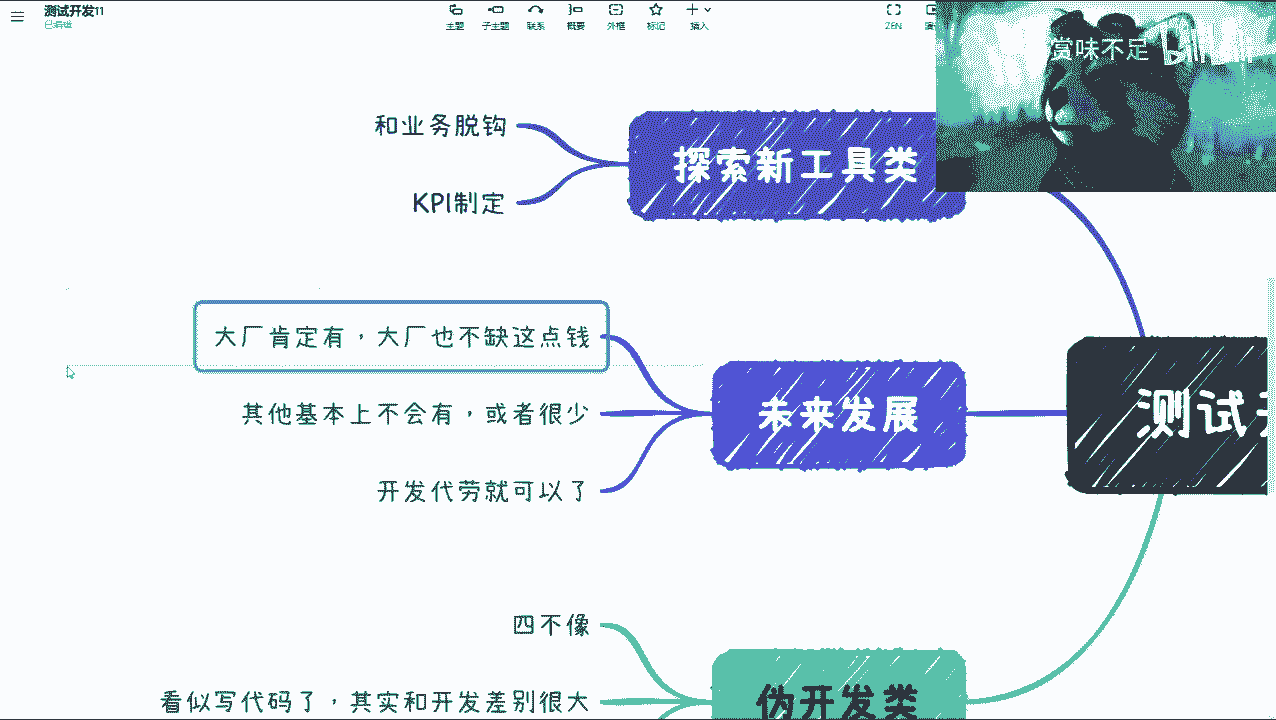 测试开发11
已编辑
主题
子主题
联系
概要
外框
标记
插入
ZEN
赏味不足
bilibili
和业务脱钩
KPI制定
探索新工具类
大厂肯定有，大厂也不缺这点钱
其他基本上不会有，或者很少
开发代劳就可以了
未来发展
测试
四不像
看似写代码了，其实和开发差别很大
伪开发类